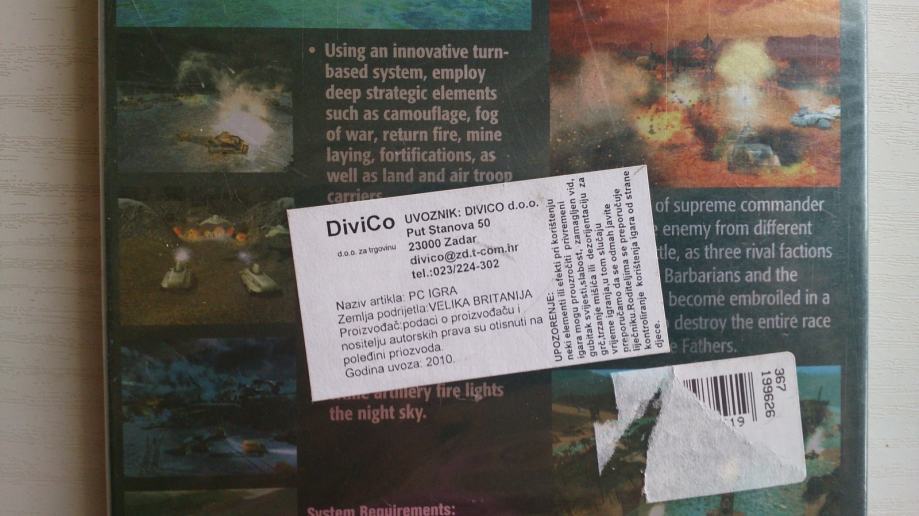 • Using an innovative turn-
based system, employ
deep strategic elements
such as camouflage, fog
of war, return fire, mine
laying, fortifications, as
well as land and air troop
carriers
DiviCo
d.o.o. za trgovinu
UVOZNIK: DIVICO d.o.o.
Put Stanova 50
23000 Zadar
divico@zd.t-com.hr
tel.:023/224-302
Naziv artikla: PC IGRA
Zemlja podrijetla:VELIKA BRITANIJA
Proizvođač:podaci o proizvođaču i
nositelju autorskih prava su otisnuti na
poleđini priozvoda.
Godina uvoza: 2010.
UPOZORENJE:
neki elementi ili efekti pri korištenju
igara mogu prouzročiti privremeni
gubitak svijesti,slabost, zamagljen vid,
grč,trzanje mišića ili dezorijentaciju za
vrijeme igranja,u tom slučaju
preporučamo da se odmah javite
liječniku.Roditeljima se preporučuje
kontroliranje korištenja igara od strane
djece.
of supreme commander
enemy from different
as three rival factions
Barbarians and the
become embroiled in a
destroy the entire race
Fathers.
artillery fire lights
the night sky.
System Requirements:
367
199626
19